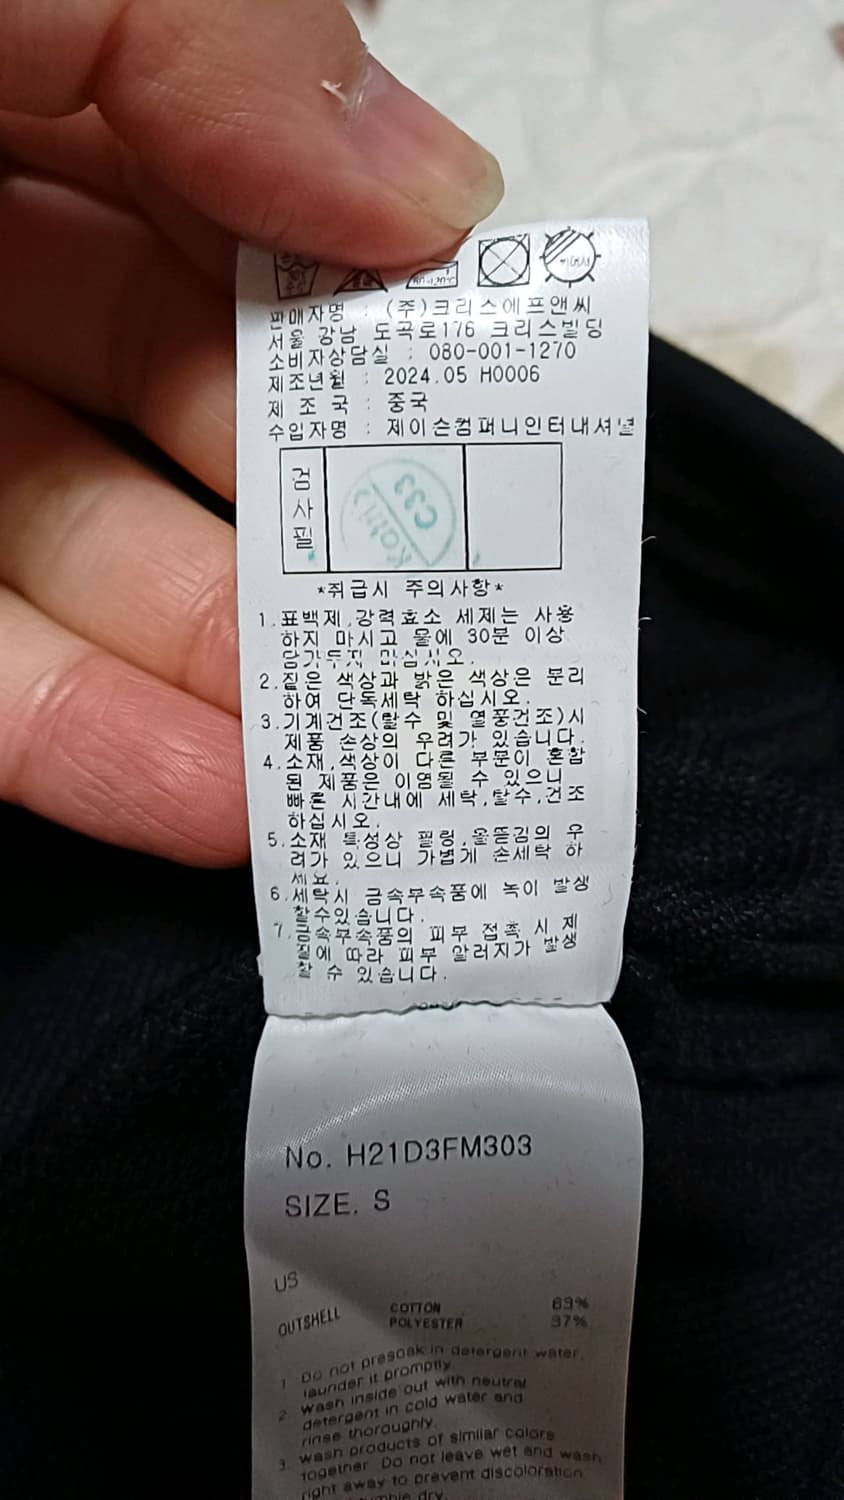 판매자명 : (주)크리스에프앤씨
서울 강남 도곡로176 크리스빌딩
소비자상담실 : 080-001-1270
제조년월 : 2024.05 H0006
제 조 국 : 중국
수입자명 : 제이슨컴퍼니인터내셔널
검사필
C33
*취급시 주의사항*
1.표백제,강력효소 세제는 사용
하지 마시고 물에 30분 이상
담가두지 마십시오.
2.짙은 색상과 밝은 색상은 분리
하여 단독세탁 하십시오.
3.기계건조(탈수 및 열풍건조)시
제품 손상의 우려가 있습니다.
4.소재,색상이 다른 부분이 혼합
된 제품은 이염될 수 있으니
빠른 시간내에 세탁,탈수,건조
하십시오.
5.소재 특성상 필링,올뜯김의 우
려가 있으니 가볍게 손세탁 하
세요.
6.세탁시 금속부속품에 녹이 발생
할수있습니다.
7.금속부속품의 피부 접촉 시 체
질에 따라 피부 알러지가 발생
할 수 있습니다.
No. H21D3FM303
SIZE. S
US
OUTSHELL COTTON 63%
POLYESTER 37%
1 Do not presoak in detergent water,
launder it promptly.
2 wash inside out with neutral
detergent in cold water and
rinse thoroughly.
3. wash products of similar colors
together. Do not leave wet and wash
right away to prevent discoloration
tumble dry.